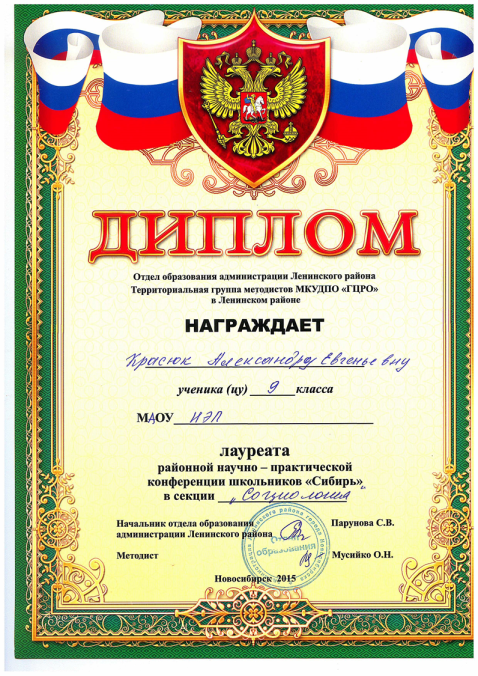 ДИПЛОМ
Отдел образования администрации Ленинского района
Территориальная группа методистов МКУДПО «ГЦРО»
в Ленинском районе
НАГРАЖДАЕТ
Красюк Александру Евгеньевну
ученика (цу) 9 класса
МАОУ ИЭЛ
лауреата
районной научно – практической
конференции школьников «Сибирь»
в секции „Социология"
Начальник отдела образования
администрации Ленинского района Парунова С.В.
образования
Методист Мусийко О.Н.
Новосибирск 2015